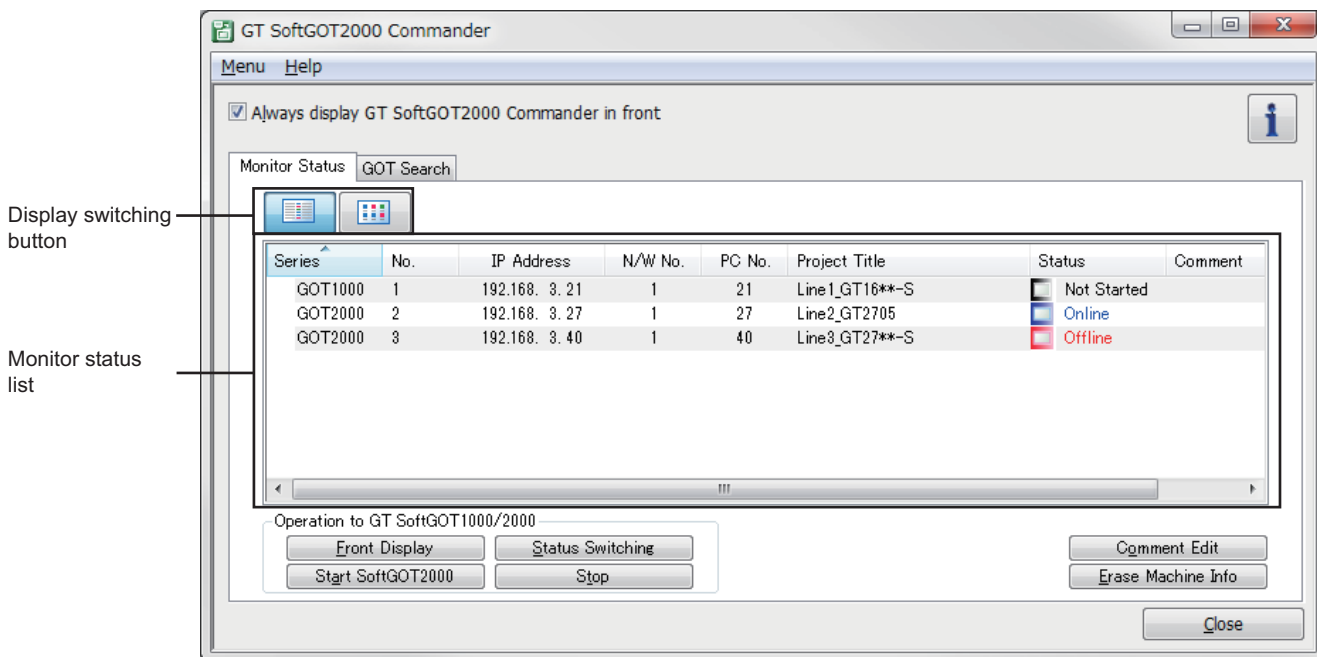 GT SoftGOT2000 Commander
Menu Help
Always display GT SoftGOT2000 Commander in front
i
Monitor Status GOT Search
Display switching
button
Series No. IP Address N/W No. PC No. Project Title Status Comment
GOT1000 1 192.168. 3. 21 1 21 Line1_GT16**-S Not Started
GOT2000 2 192.168. 3. 27 1 27 Line2_GT2705 Online
GOT2000 3 192.168. 3. 40 1 40 Line3_GT27**-S Offline
Monitor status
list
Operation to GT SoftGOT1000/2000
Front Display Status Switching Comment Edit
Start SoftGOT2000 Stop Erase Machine Info
Close